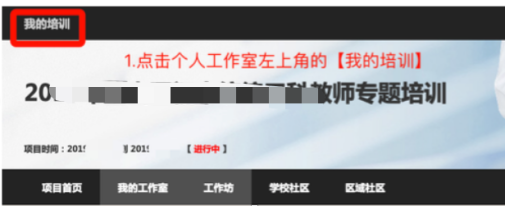 我的培训
1.点击个人工作室左上角的【我的培训】
20 教师专题培训
项目时间：2015 2015 【 进行中 】
项目首页 我的工作室 工作坊 学校社区 区域社区